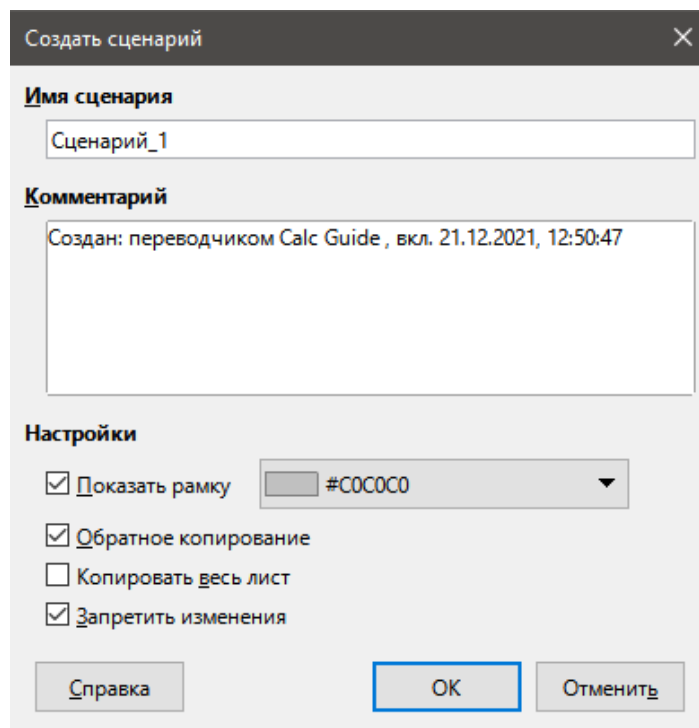 Создать сценарий
Имя сценария
Сценарий_1
Комментарий
Создан: переводчиком Calc Guide , вкл. 21.12.2021, 12:50:47
Настройки
Показать рамку #C0C0C0
Обратное копирование
Копировать весь лист
Запретить изменения
Справка OK Отменить